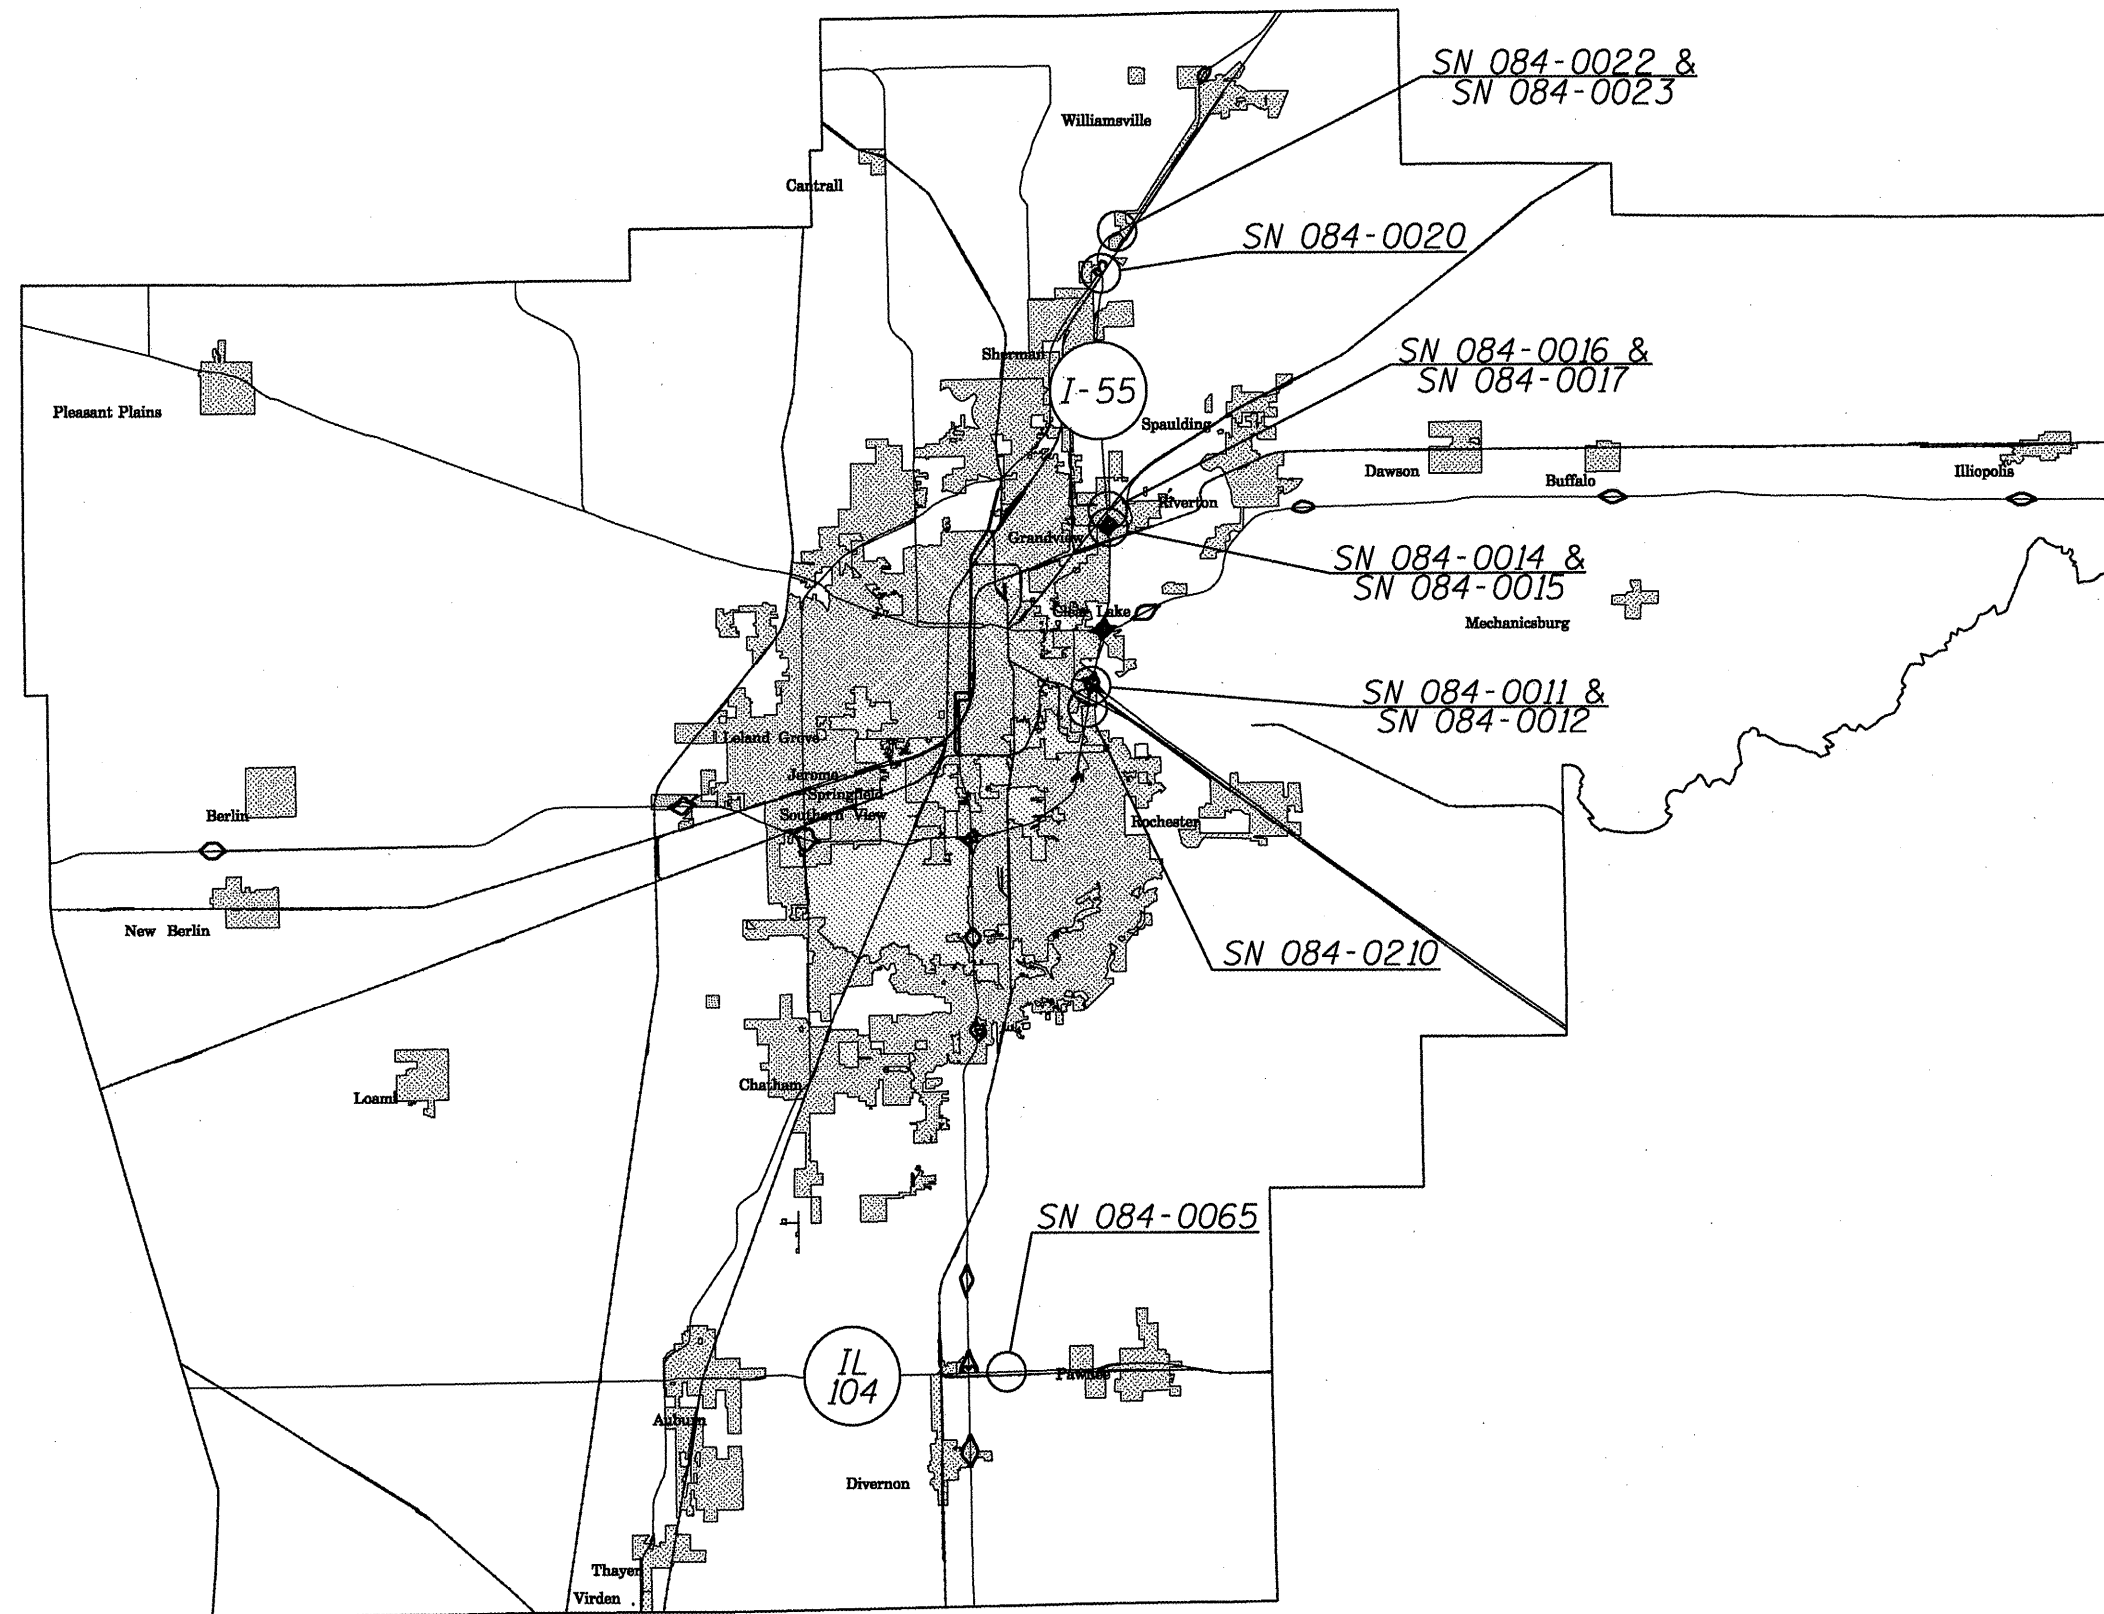 SN 084-0022 &
SN 084-0023
Williamsville
Cantrall
SN 084-0020
Sherman
SN 084-0016 &
SN 084-0017
I-55
Pleasant Plains
Spaulding
Dawson
Buffalo
Illiopolis
Riverton
Grandview
SN 084-0014 &
SN 084-0015
Clear Lake
Mechanicsburg
SN 084-0011 &
SN 084-0012
Leland Grove
Jerome
Springfield
Southern View
Berlin
Rochester
New Berlin
SN 084-0210
Chatham
Loami
SN 084-0065
IL
104
Pawnee
Auburn
Divernon
Thayer
Virden